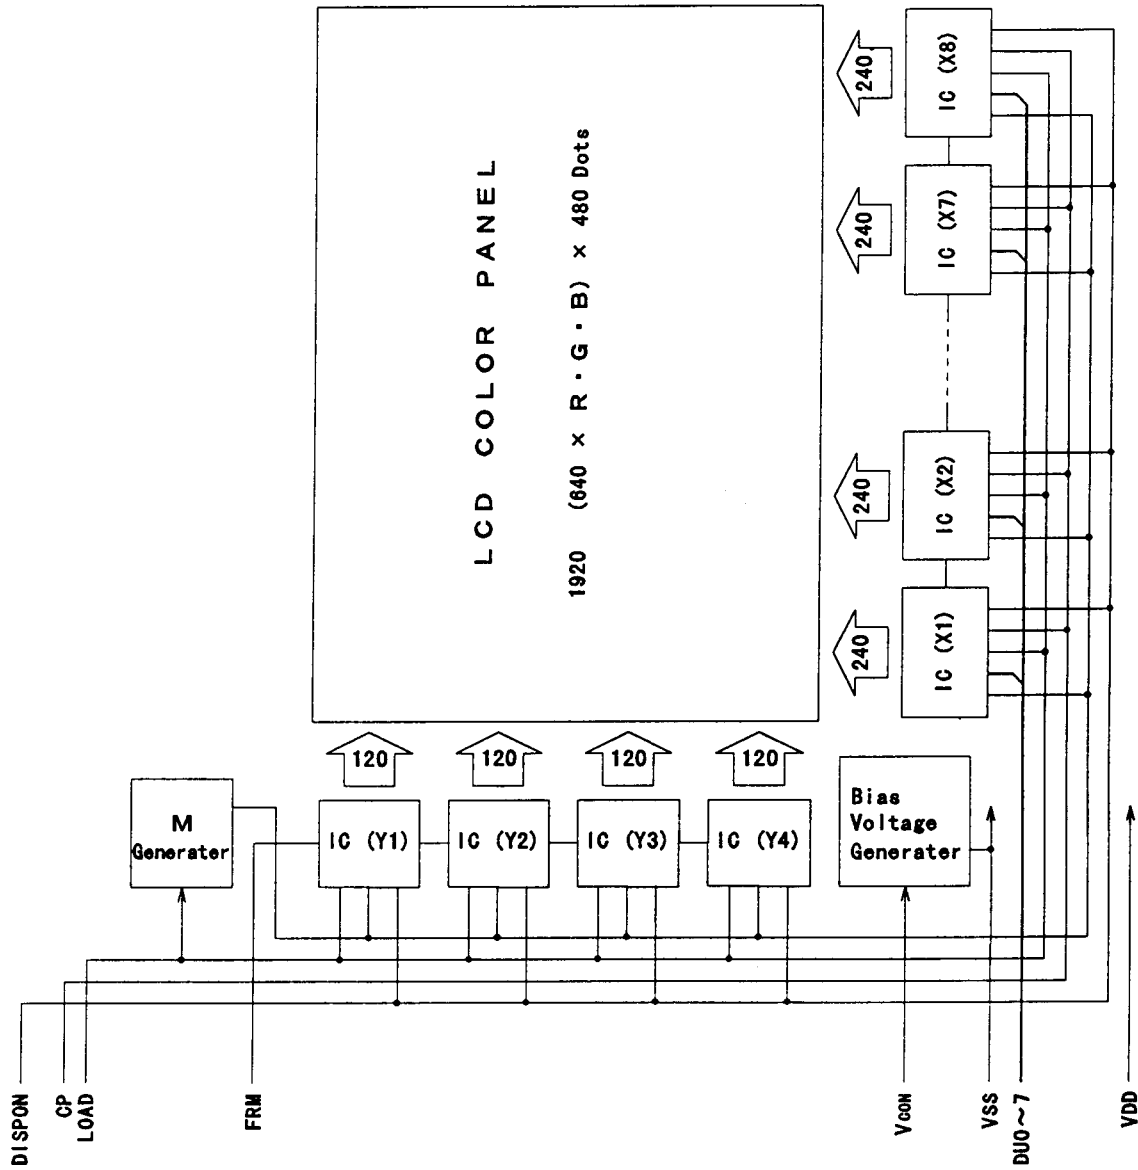 LCD COLOR PANEL
1920 (640 × R・G・B) × 480 Dots
240
IC (X8)
240
IC (X7)
240
IC (X2)
240
IC (X1)
120
120
120
120
M
Generater
IC (Y1)
IC (Y2)
IC (Y3)
IC (Y4)
Bias
Voltage
Generater
DISPON
CP
LOAD
FRM
VCON
VSS
DU0～7
VDD